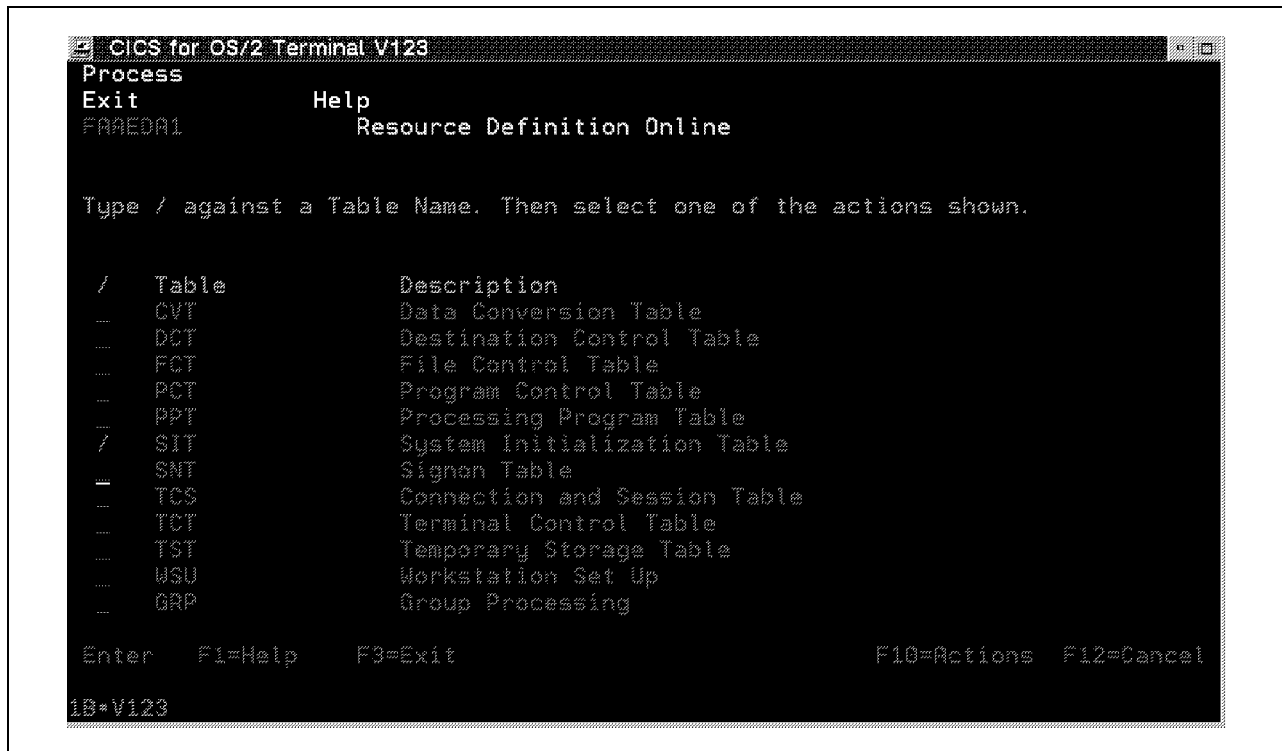 CICS for OS/2 Terminal V123
Process
Exit Help
FAAEDA1 Resource Definition Online
Type / against a Table Name. Then select one of the actions shown.
/ Table Description
_ CVT Data Conversion Table
_ DCT Destination Control Table
_ FCT File Control Table
_ PCT Program Control Table
_ PPT Processing Program Table
/ SIT System Initialization Table
_ SNT Signon Table
_ TCS Connection and Session Table
_ TCT Terminal Control Table
_ TST Temporary Storage Table
_ WSU Workstation Set Up
_ GRP Group Processing
Enter F1=Help F3=Exit F10=Actions F12=Cancel
1B=V123